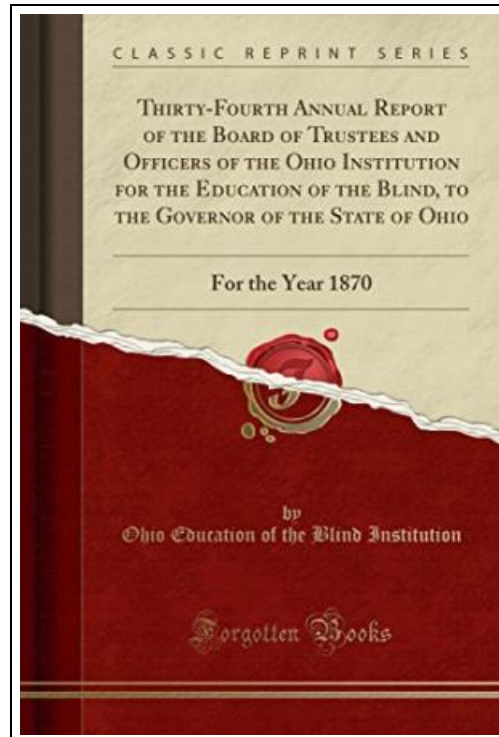 CLASSIC REPRINT SERIES
THIRTY-FOURTH ANNUAL REPORT
OF THE BOARD OF TRUSTEES AND
OFFICERS OF THE OHIO INSTITUTION
FOR THE EDUCATION OF THE BLIND, TO
THE GOVERNOR OF THE STATE OF OHIO
For the Year 1870
F
by
Ohio Education of the Blind Institution
Forgotten Books